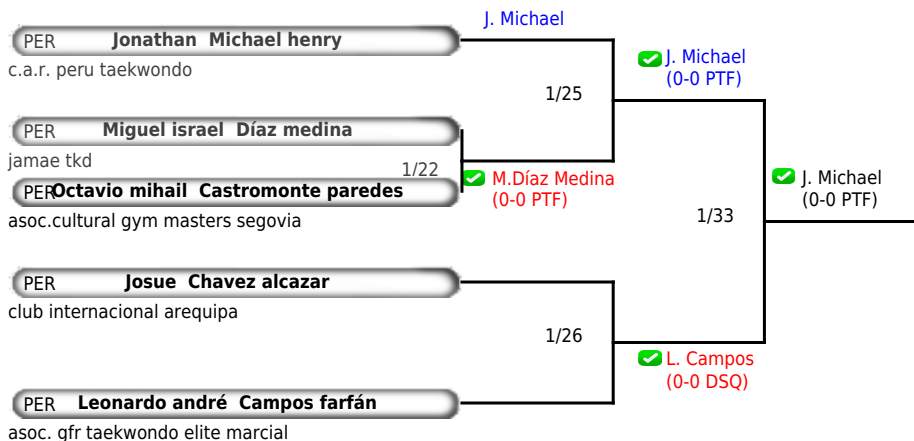 J. Michael
PER Jonathan Michael henry
c.a.r. peru taekwondo
J. Michael
(0-0 PTF)
1/25
PER Miguel israel Díaz medina
jamae tkd
1/22
M.Díaz Medina
(0-0 PTF)
PER Octavio mihail Castromonte paredes
asoc.cultural gym masters segovia
J. Michael
(0-0 PTF)
1/33
PER Josue Chavez alcazar
club internacional arequipa
1/26
L. Campos
(0-0 DSQ)
PER Leonardo andré Campos farfán
asoc. gfr taekwondo elite marcial